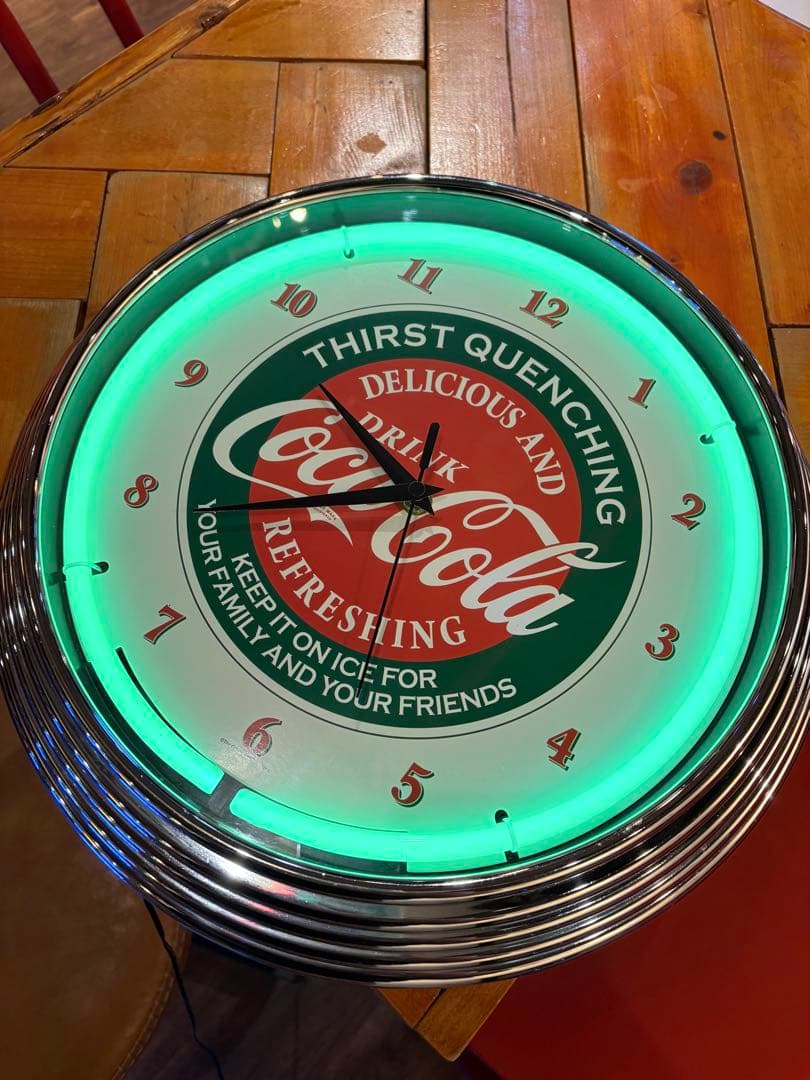 THIRST QUENCHING
DELICIOUS AND
DRINK
Coca-Cola
REFRESHING
KEEP IT ON ICE FOR
YOUR FAMILY AND YOUR FRIENDS
12
1
2
3
4
5
6
7
8
9
10
11